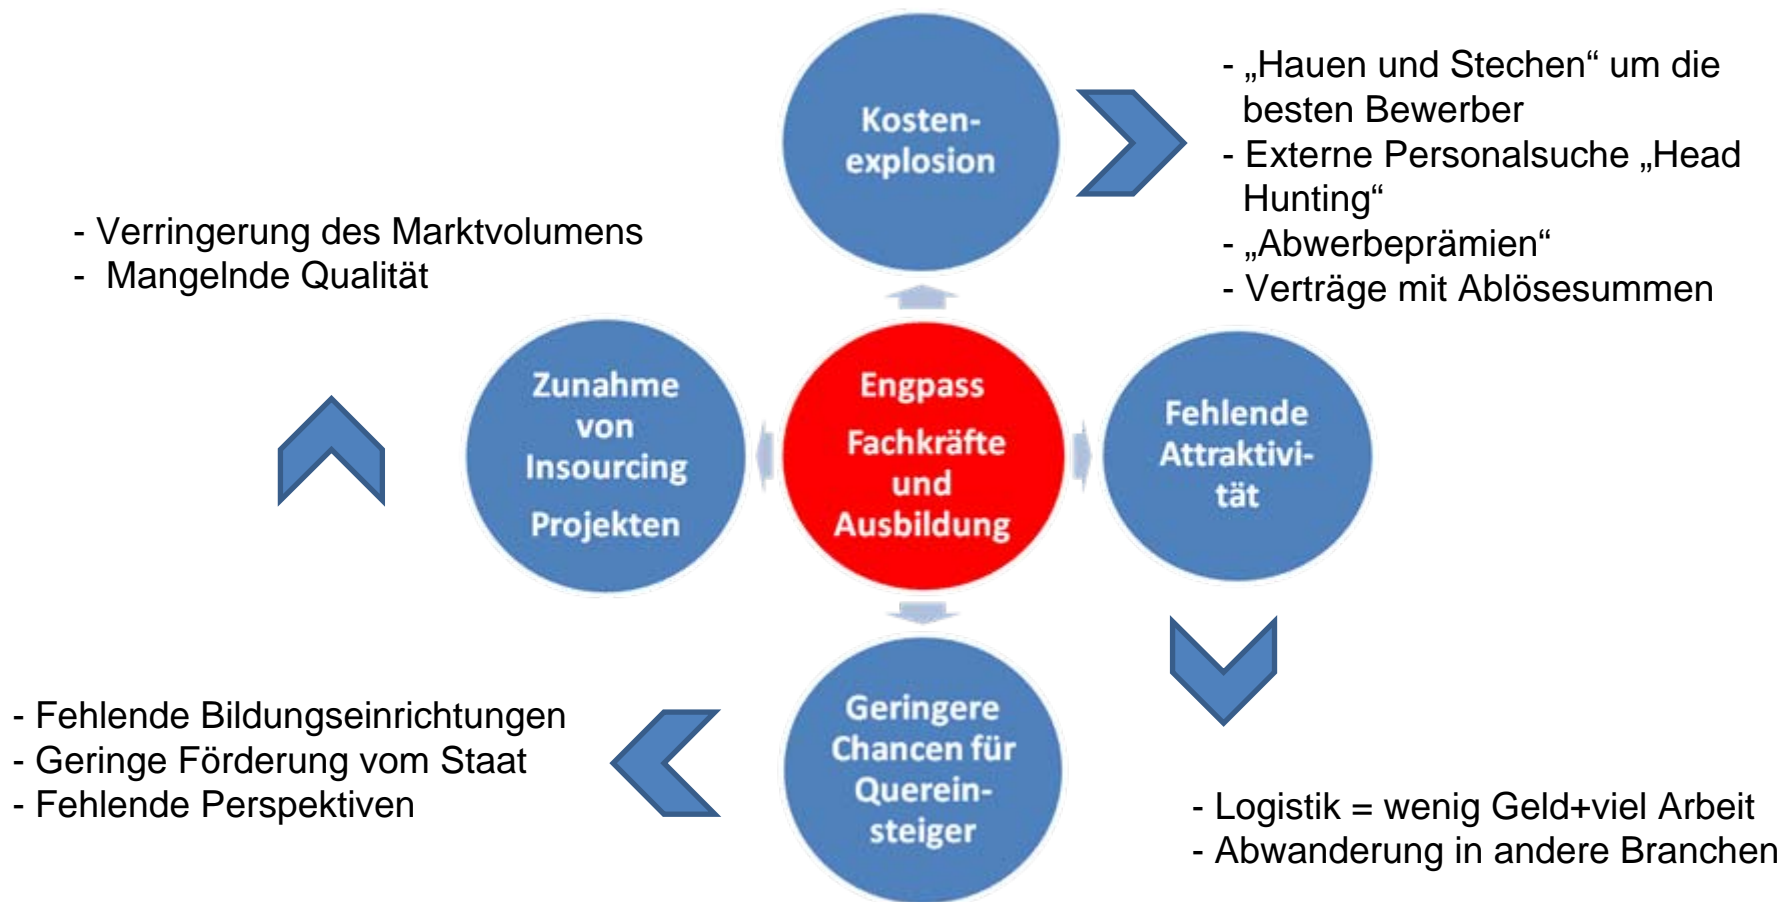 Kosten-
explosion
- „Hauen und Stechen“ um die
besten Bewerber
- Externe Personalsuche „Head
Hunting“
- „Abwerbeprämien“
- Verträge mit Ablösesummen
- Verringerung des Marktvolumens
- Mangelnde Qualität
Zunahme
von
Insourcing
Projekten
Engpass
Fachkräfte
und
Ausbildung
Fehlende
Attraktivi-
tät
- Fehlende Bildungseinrichtungen
- Geringe Förderung vom Staat
- Fehlende Perspektiven
Geringere
Chancen für
Querein-
steiger
- Logistik = wenig Geld+viel Arbeit
- Abwanderung in andere Branchen